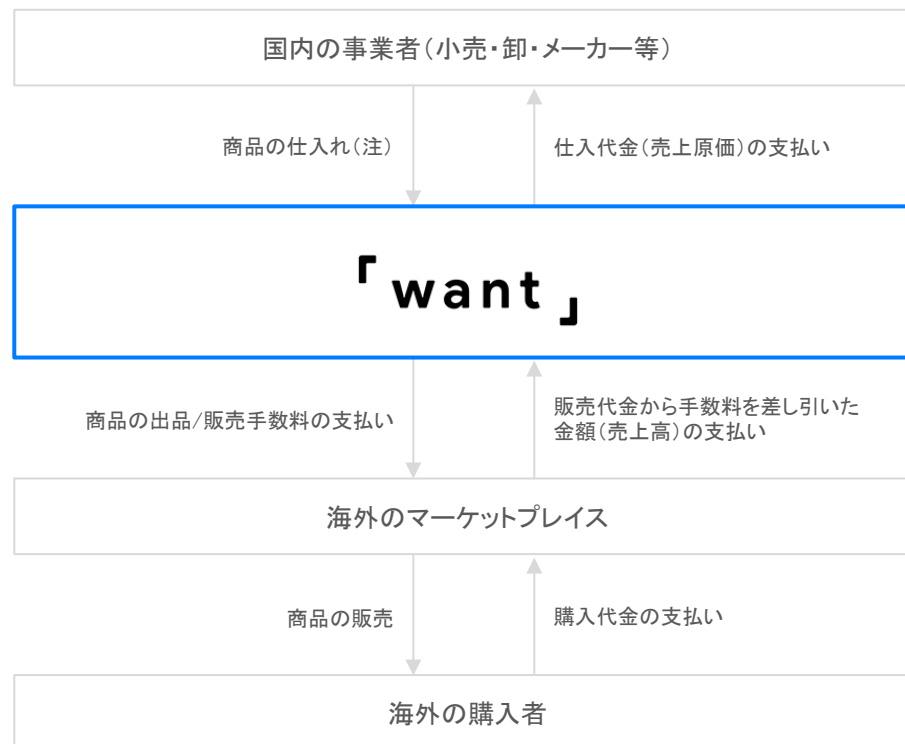 国内の事業者(小売・卸・メーカー等)
商品の仕入れ(注)
仕入代金(売上原価)の支払い
「want」
商品の出品/販売手数料の支払い
販売代金から手数料を差し引いた
金額(売上高)の支払い
海外のマーケットプレイス
商品の販売
購入代金の支払い
海外の購入者